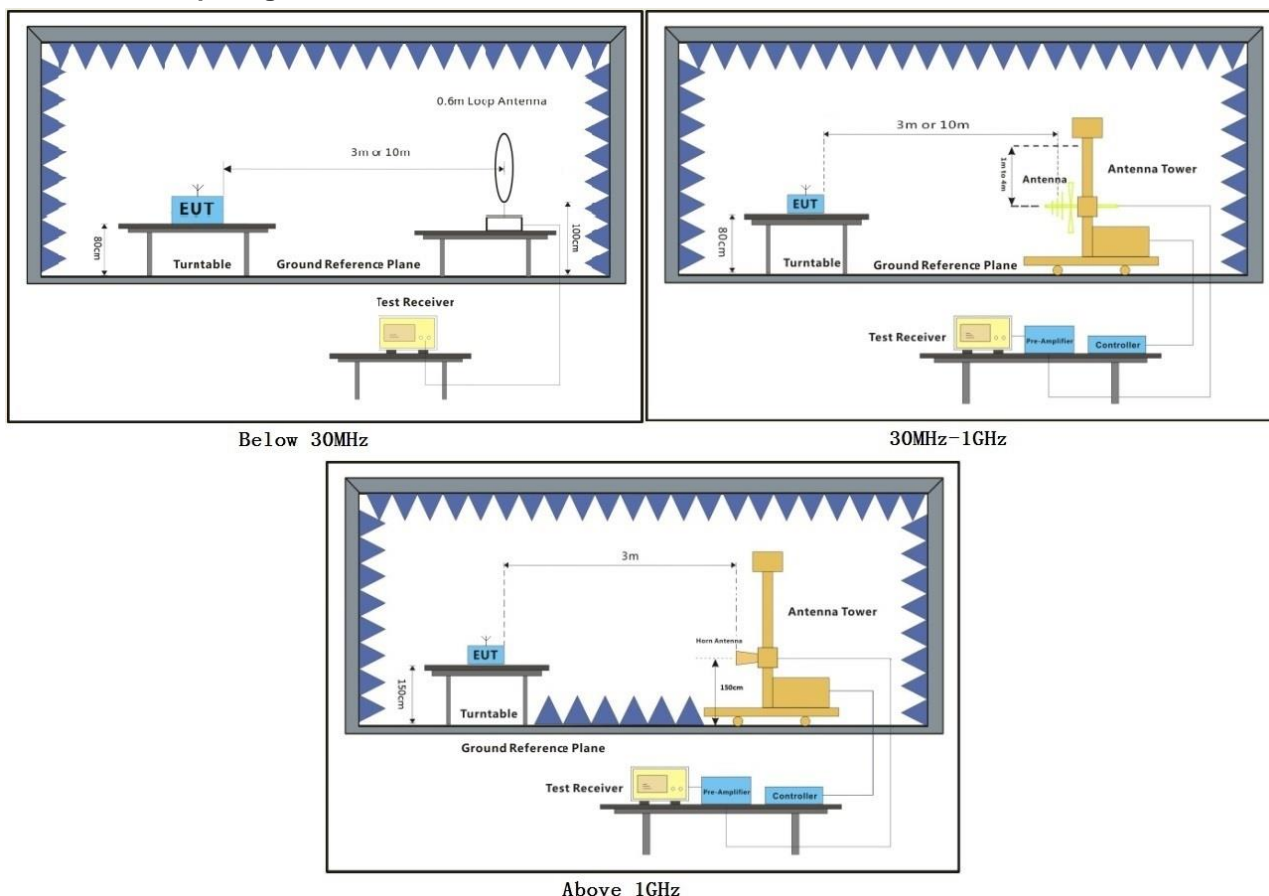 0.6m Loop Antenna
3m or 10m
EUT
80cm
100cm
Turntable
Ground Reference Plane
Test Receiver
Below 30MHz
3m or 10m
1m to 4m
Antenna
Antenna Tower
EUT
80cm
Turntable
Ground Reference Plane
Test Receiver
Pre-Amplifier
Controller
30MHz-1GHz
3m
Antenna Tower
Horn Antenna
EUT
150cm
150cm
Turntable
Ground Reference Plane
Test Receiver
Pre-Amplifier
Controller
Above 1GHz